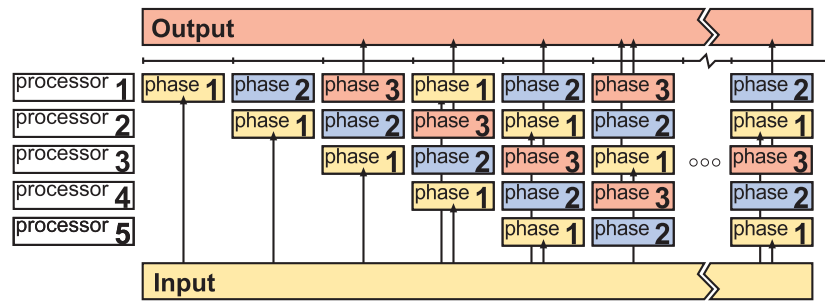 Output
processor 1 phase 1 phase 2 phase 3 phase 1 phase 2 phase 3 phase 2
processor 2 phase 1 phase 2 phase 3 phase 1 phase 2 phase 1
processor 3 phase 1 phase 2 phase 3 phase 1 phase 3
processor 4 phase 1 phase 2 phase 3 phase 2
processor 5 phase 1 phase 2 phase 1
Input